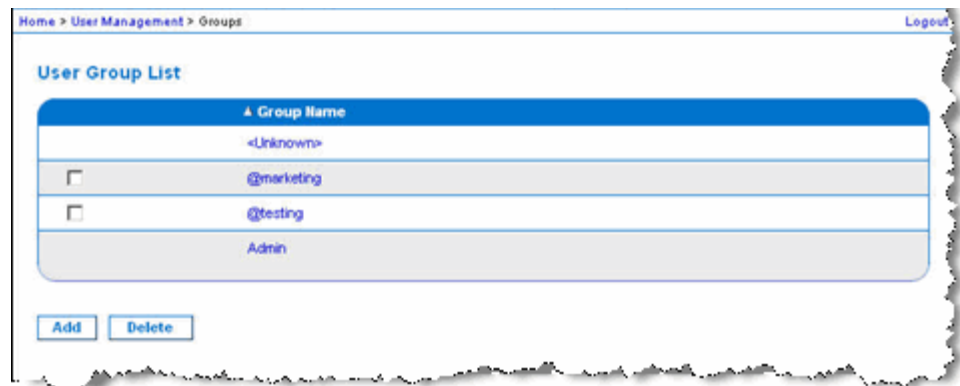 Home > User Management > Groups
Logout
User Group List
▲ Group Name
<Unknown>
@marketing
@testing
Admin
Add Delete